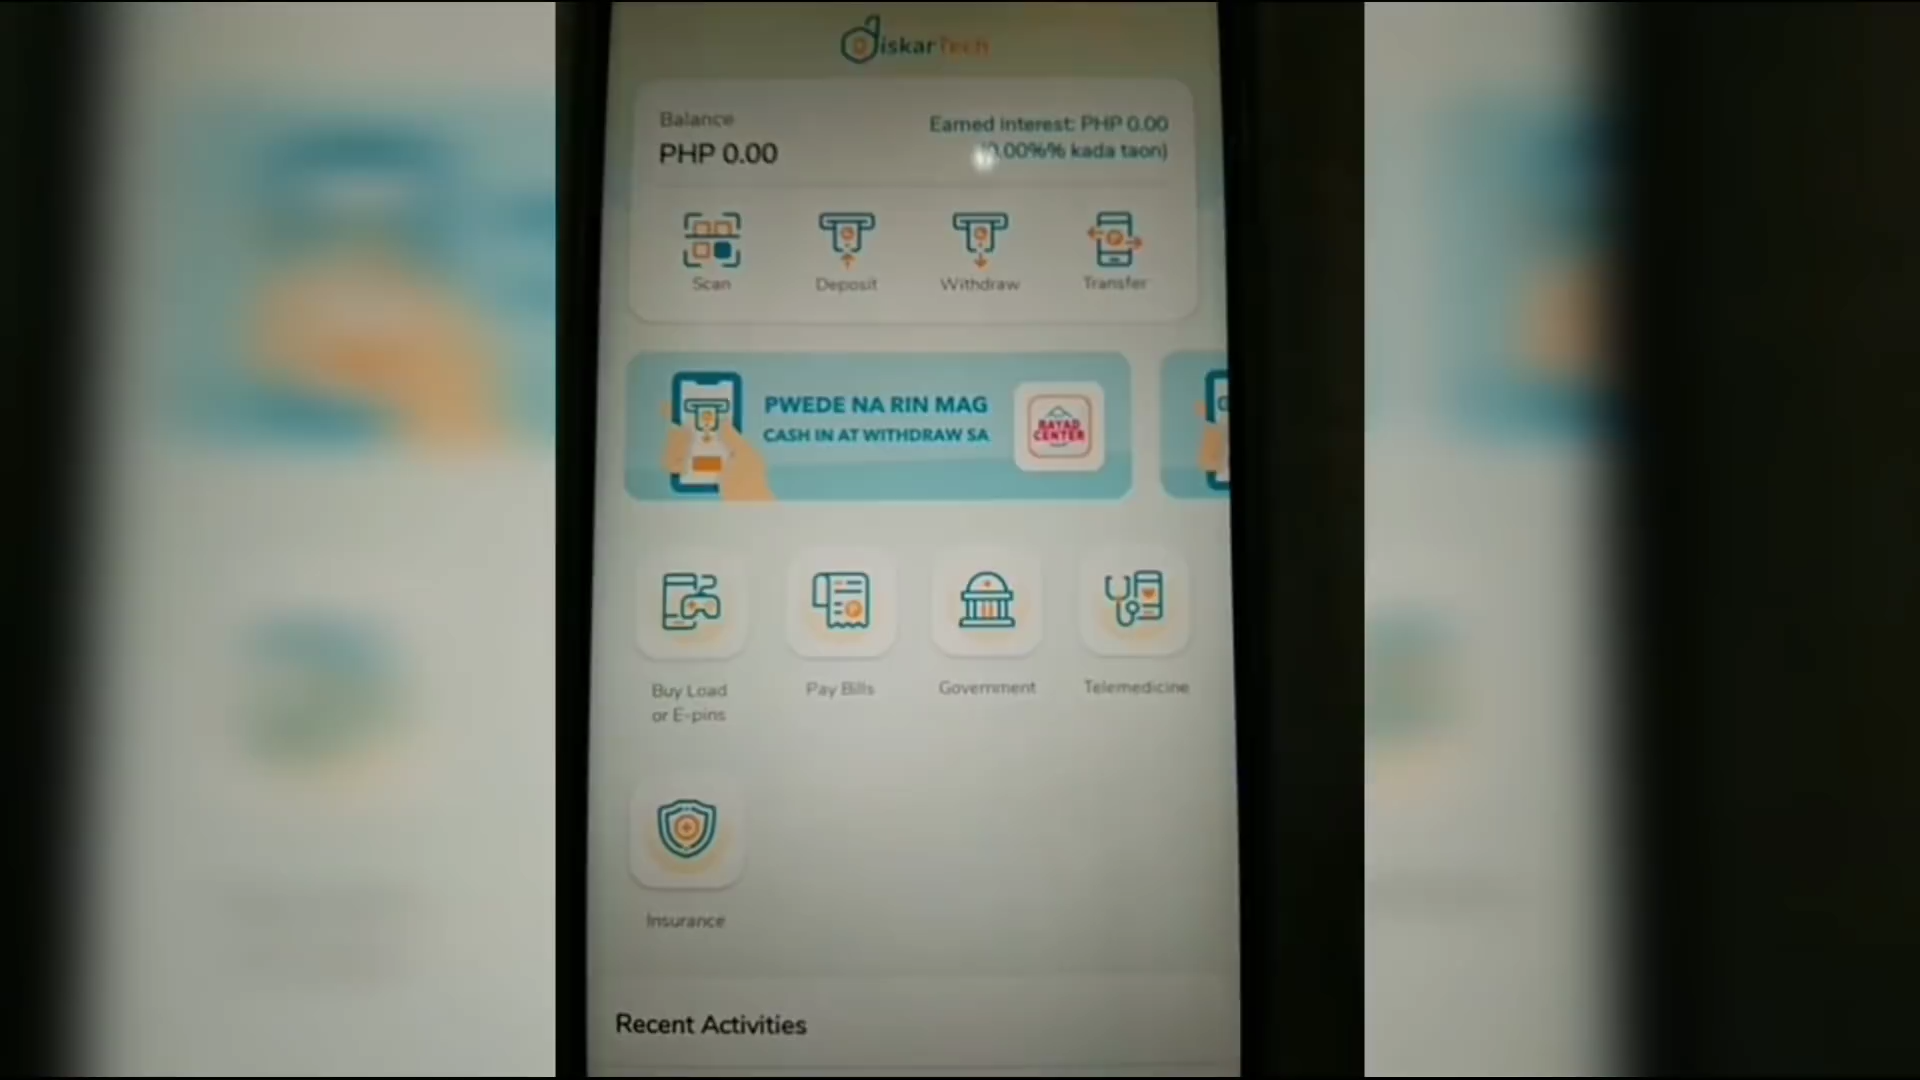 DiskarTech
Balance
Earned interest: PHP 0.00
PHP 0.00
(0.00%% kada taon)
Scan
Deposit
Withdraw
Transfer
PWEDE NA RIN MAG
CASH IN AT WITHDRAW SA
BAYAD
CENTER
Buy Load
or E-pins
Pay Bills
Government
Telemedicine
Insurance
Recent Activities